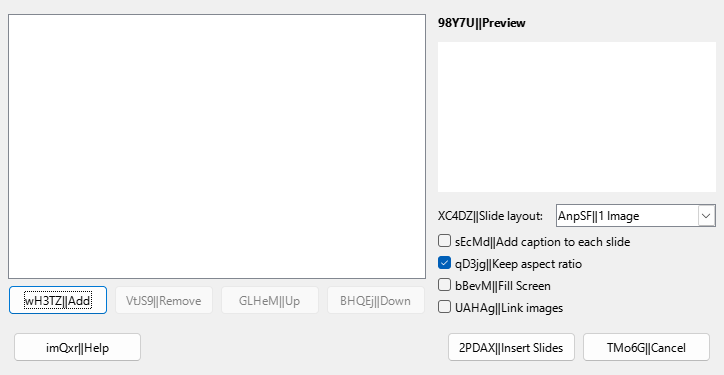 98Y7U||Preview
XC4DZ||Slide layout: AnpSF||1 Image
sEcMd||Add caption to each slide
qD3jg||Keep aspect ratio
bBevM||Fill Screen
UAHAg||Link images
wH3TZ||Add VtJS9||Remove GLHeM||Up BHQEj||Down
imQxr||Help 2PDAX||Insert Slides TMo6G||Cancel